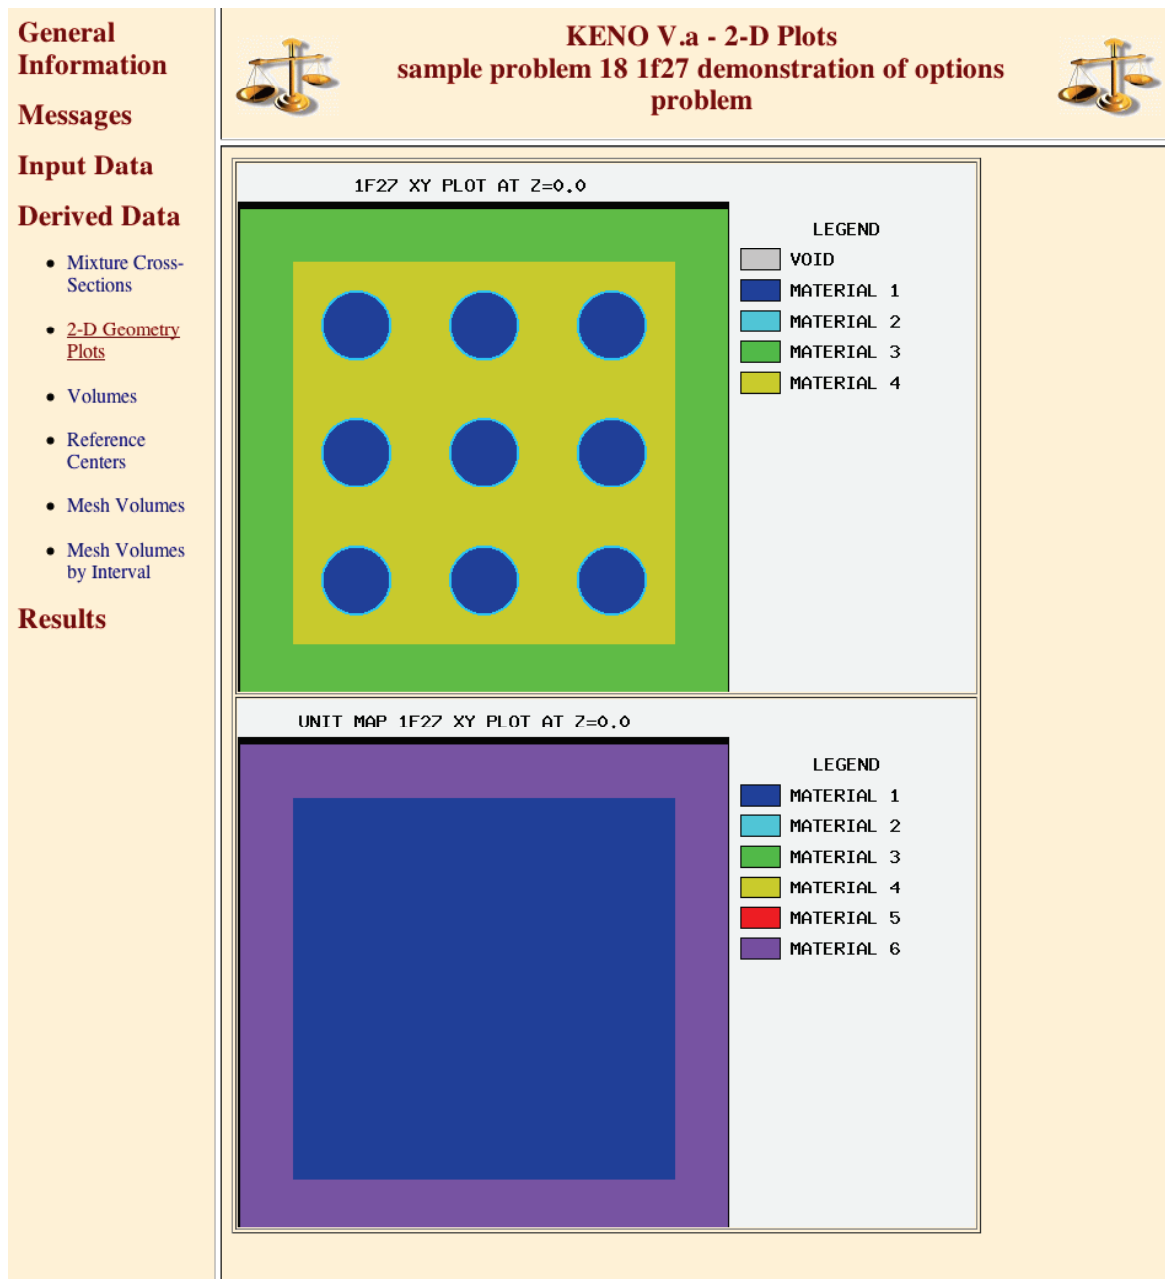 General
Information
Messages
Input Data
Derived Data
Mixture Cross-
Sections
2-D Geometry
Plots
Volumes
Reference
Centers
Mesh Volumes
Mesh Volumes
by Interval
Results
KENO V.a - 2-D Plots
sample problem 18 1f27 demonstration of options
problem
1F27 XY PLOT AT Z=0.0
LEGEND
VOID
MATERIAL 1
MATERIAL 2
MATERIAL 3
MATERIAL 4
UNIT MAP 1F27 XY PLOT AT Z=0.0
LEGEND
MATERIAL 1
MATERIAL 2
MATERIAL 3
MATERIAL 4
MATERIAL 5
MATERIAL 6